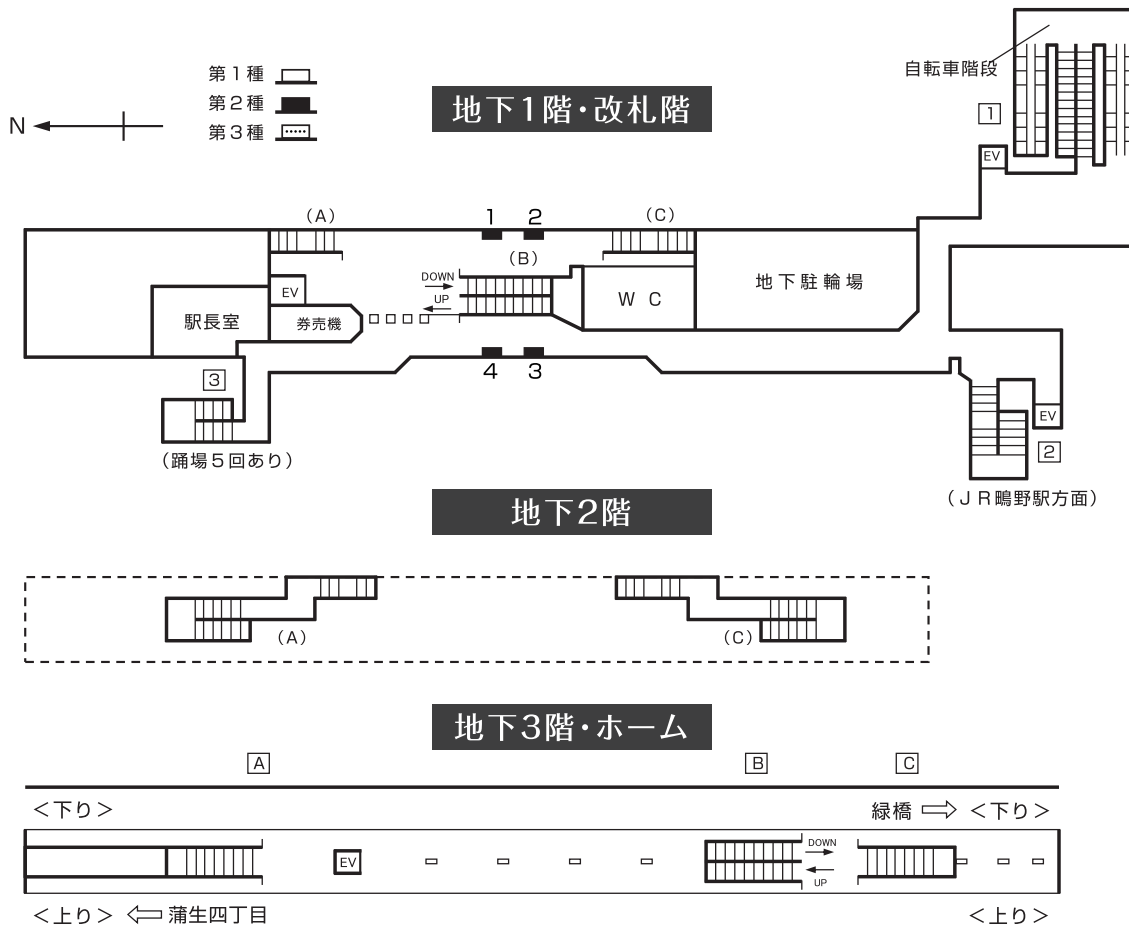 自転車階段
第1種
第2種
第3種
地下1階・改札階
N
1
EV
(A)
1
2
(C)
(B)
DOWN
UP
EV
駅長室
券売機
W C
地下駐輪場
4
3
3
EV
2
(踊場5回あり)
(JR鴫野駅方面)
地下2階
(A)
(C)
地下3階・ホーム
A
B
C
<下り>
緑橋 ⇨ <下り>
EV
DOWN
UP
<上り> ⇦ 蒲生四丁目
<上り>